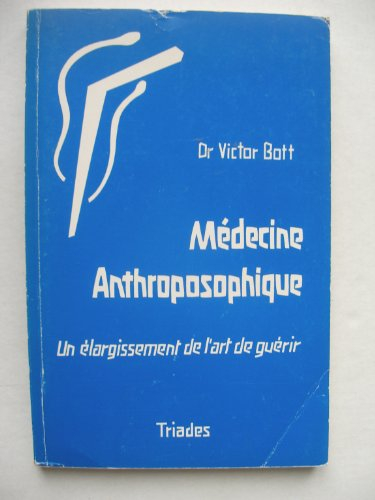 Dr Victor Bott
Médecine
Anthroposophique
Un élargissement de l'art de guérir
Triades